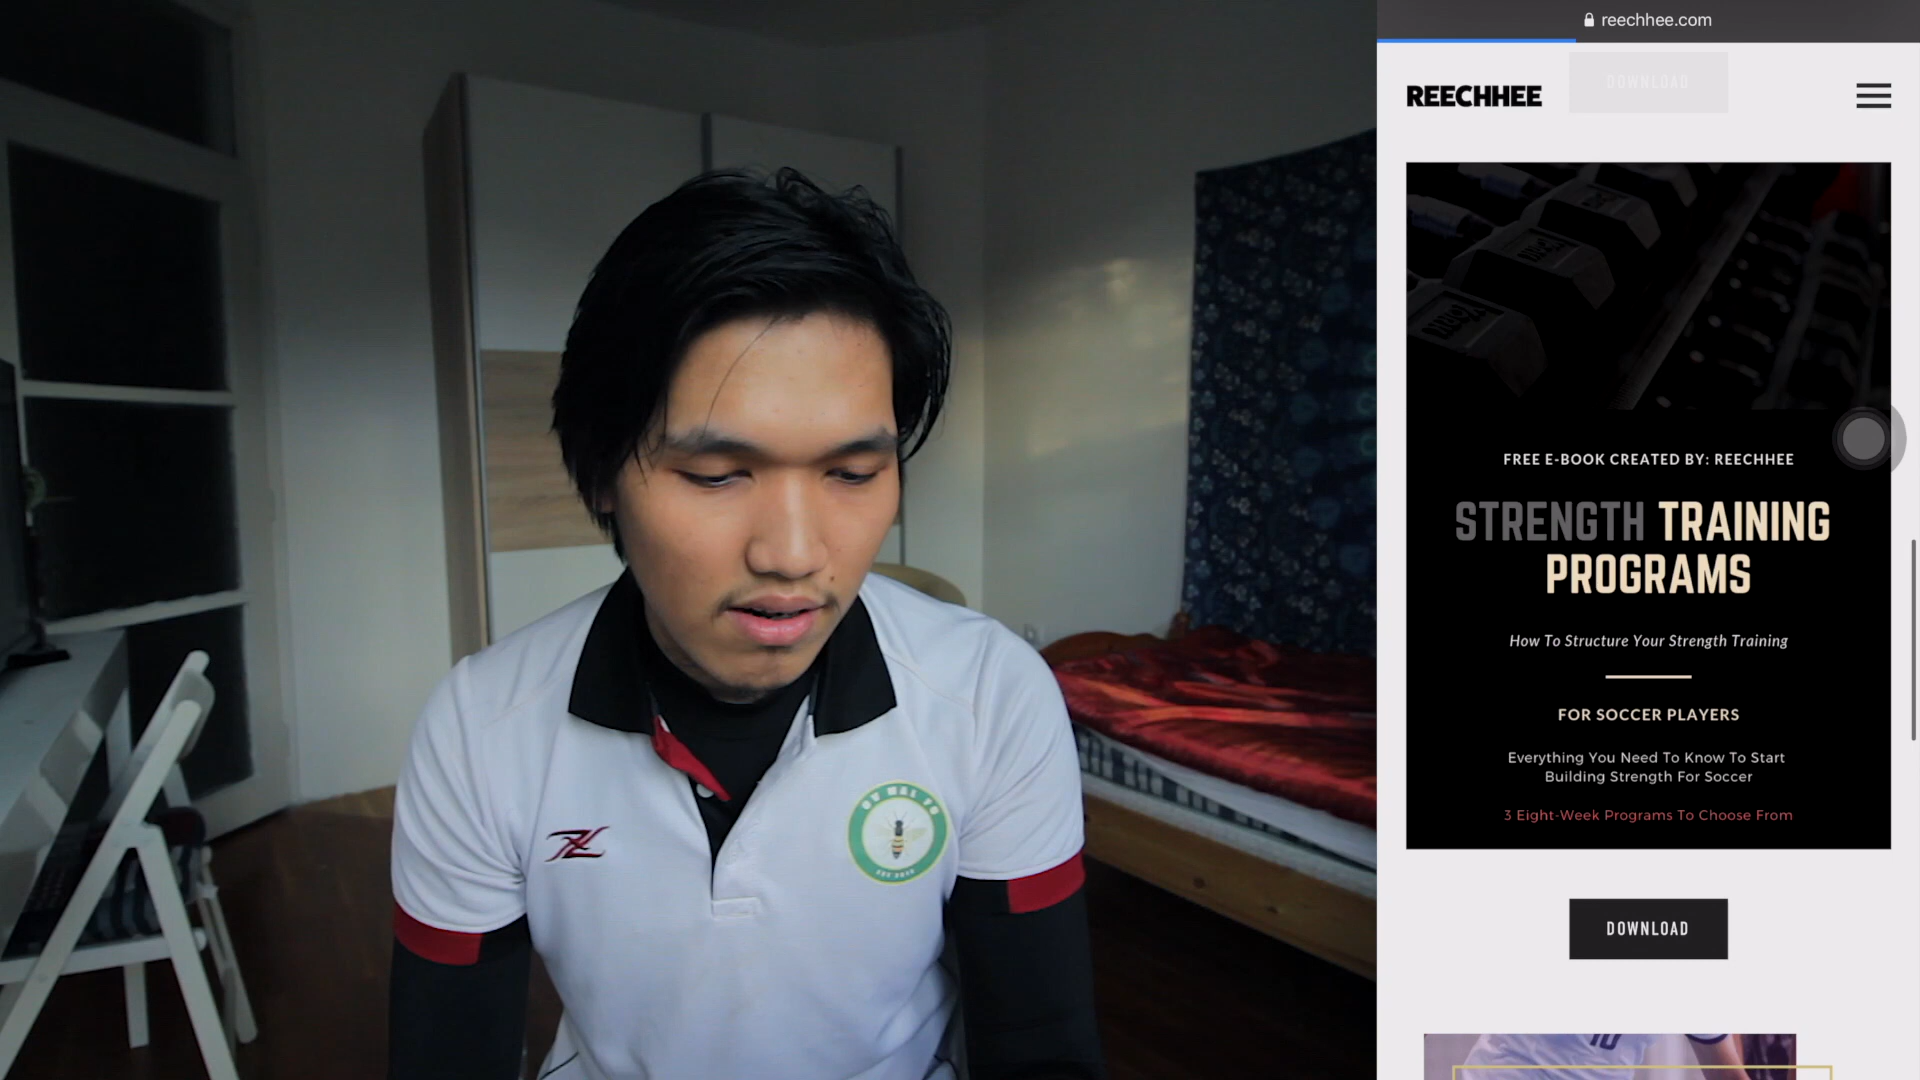 reechhee.com
DOWNLOAD
REECHHEE
FREE E-BOOK CREATED BY: REECHHEE
STRENGTH TRAINING
PROGRAMS
How To Structure Your Strength Training
FOR SOCCER PLAYERS
Everything You Need To Know To Start
Building Strength For Soccer
3 Eight-Week Programs To Choose From
DOWNLOAD
10